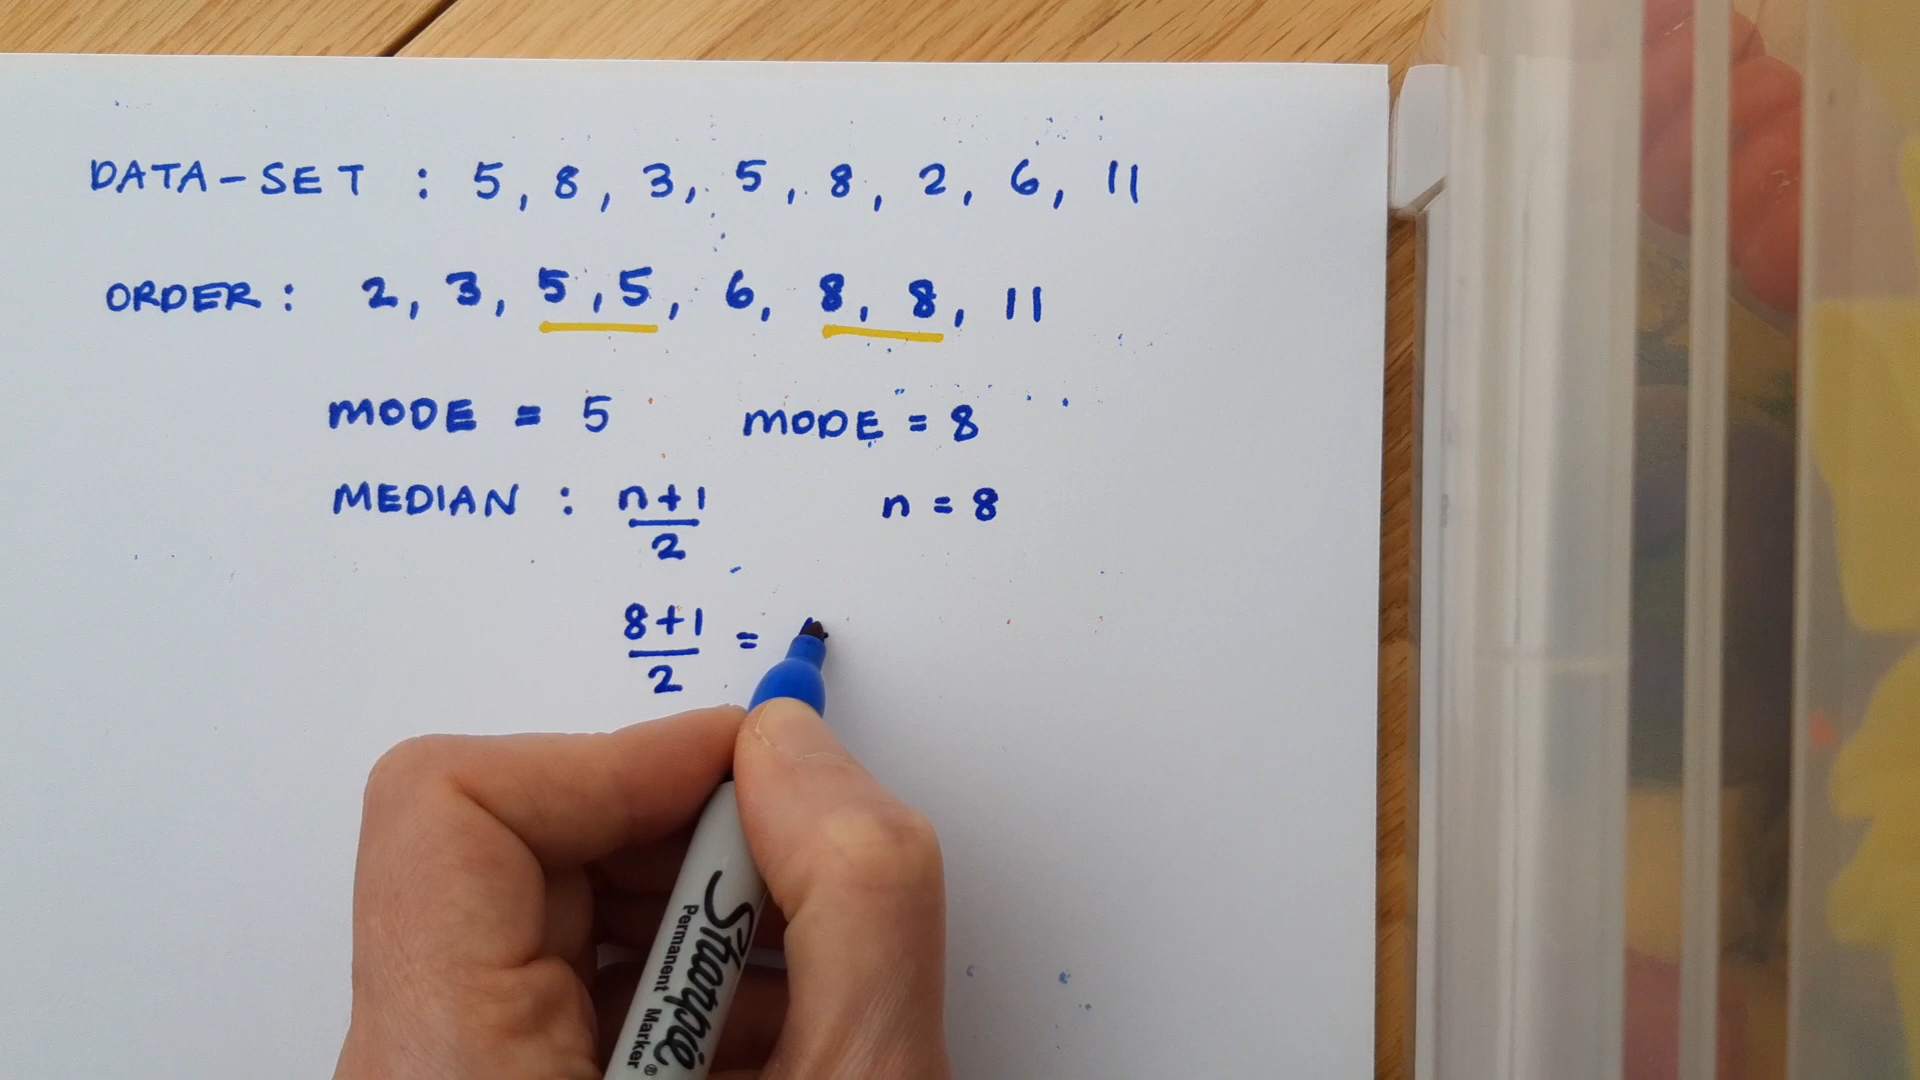 DATA-SET : 5, 8, 3, 5, 8, 2, 6, 11
ORDER : 2, 3, 5, 5, 6, 8, 8, 11
MODE = 5 MODE = 8
MEDIAN : n+1/2 n = 8
8+1/2 =
Sharpie
Permanent Marker®